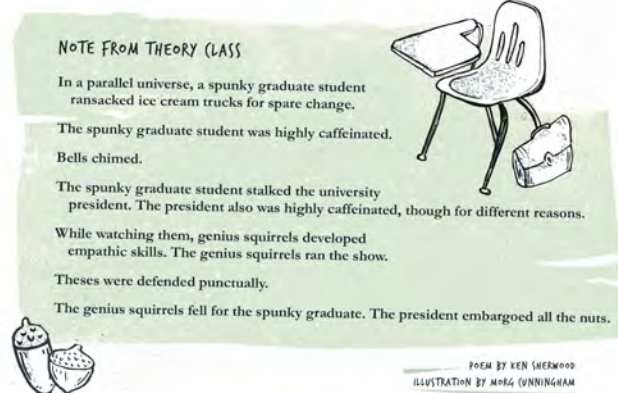 NOTE FROM THEORY CLASS
In a parallel universe, a spunky graduate student
ransacked ice cream trucks for spare change.
The spunky graduate student was highly caffeinated.
Bells chimed.
The spunky graduate student stalked the university
president. The president also was highly caffeinated, though for different reasons.
While watching them, genius squirrels developed
empathic skills. The genius squirrels ran the show.
Theses were defended punctually.
The genius squirrels fell for the spunky graduate. The president embargoed all the nuts.
POEM BY KEN SHERWOOD
ILLUSTRATION BY MORG CUNNINGHAM